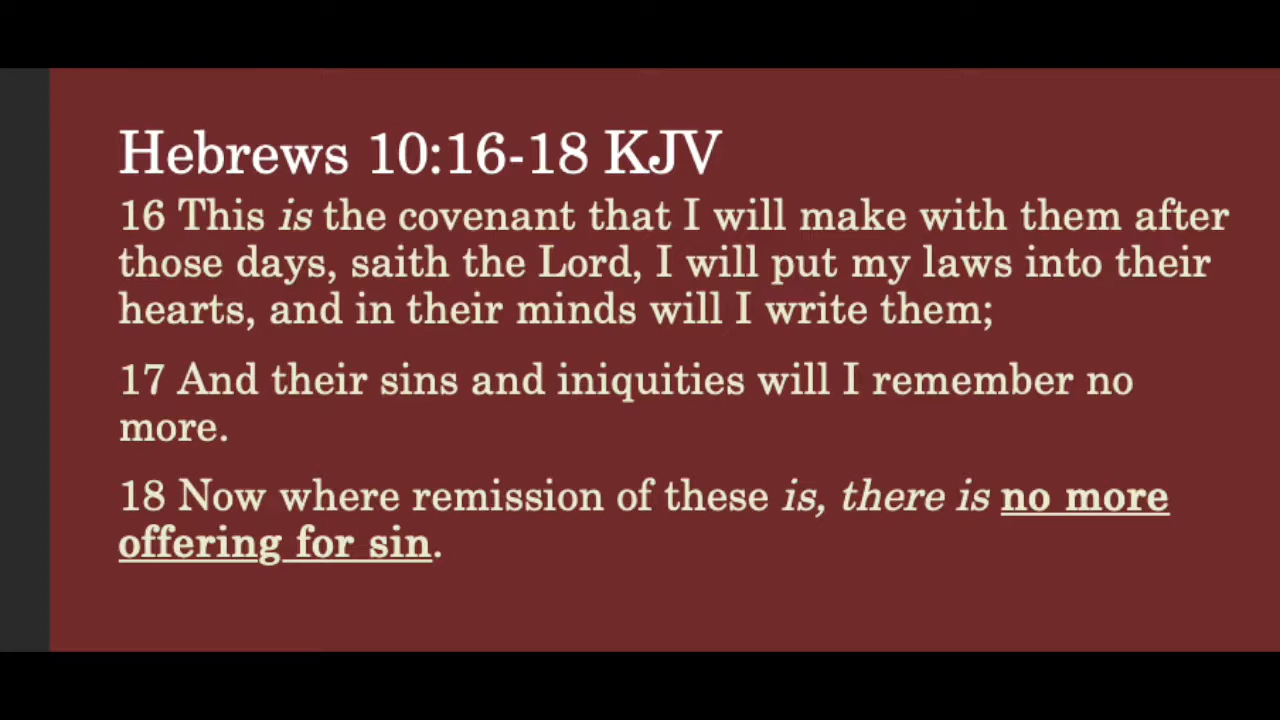 Hebrews 10:16-18 KJV
16 This is the covenant that I will make with them after
those days, saith the Lord, I will put my laws into their
hearts, and in their minds will I write them;
17 And their sins and iniquities will I remember no
more.
18 Now where remission of these is, there is no more
offering for sin.